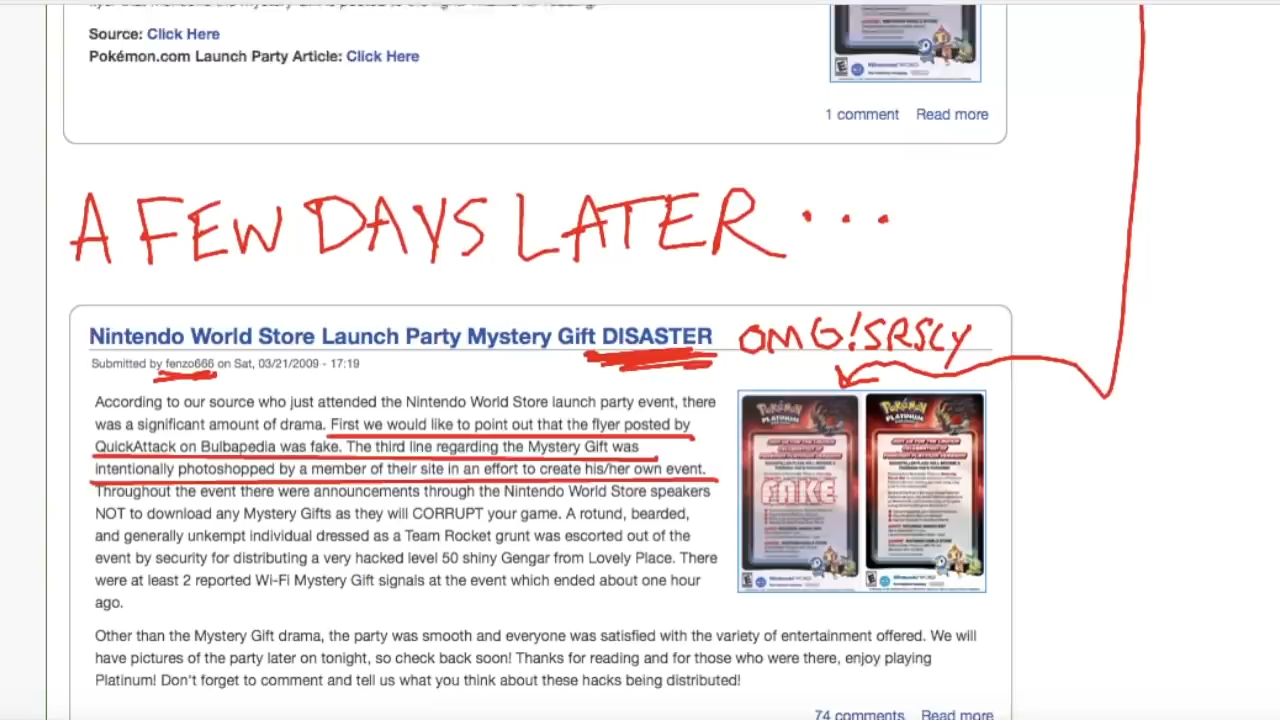 Source: Click Here
Pokémon.com Launch Party Article: Click Here
1 comment Read more
A FEW DAYS LATER...
Nintendo World Store Launch Party Mystery Gift DISASTER
OMG! SRSLY
Submitted by fenzo666 on Sat, 03/21/2009 - 17:19
According to our source who just attended the Nintendo World Store launch party event, there
was a significant amount of drama. First we would like to point out that the flyer posted by
QuickAttack on Bulbapedia was fake. The third line regarding the Mystery Gift was
intentionally photoshopped by a member of their site in an effort to create his/her own event.
Throughout the event there were announcements through the Nintendo World Store speakers
NOT to download any Mystery Gifts as they will CORRUPT your game. A rotund, bearded,
and generally unkempt individual dressed as a Team Rocket grunt was escorted out of the
event by security for distributing a very hacked level 50 shiny Gengar from Lovely Place. There
were at least 2 reported Wi-Fi Mystery Gift signals at the event which ended about one hour
ago.
Pokémon
PLATINUM
FAKE
Pokémon
PLATINUM
Other than the Mystery Gift drama, the party was smooth and everyone was satisfied with the variety of entertainment offered. We will
have pictures of the party later on tonight, so check back soon! Thanks for reading and for those who were there, enjoy playing
Platinum! Don't forget to comment and tell us what you think about these hacks being distributed!
74 comments Read more